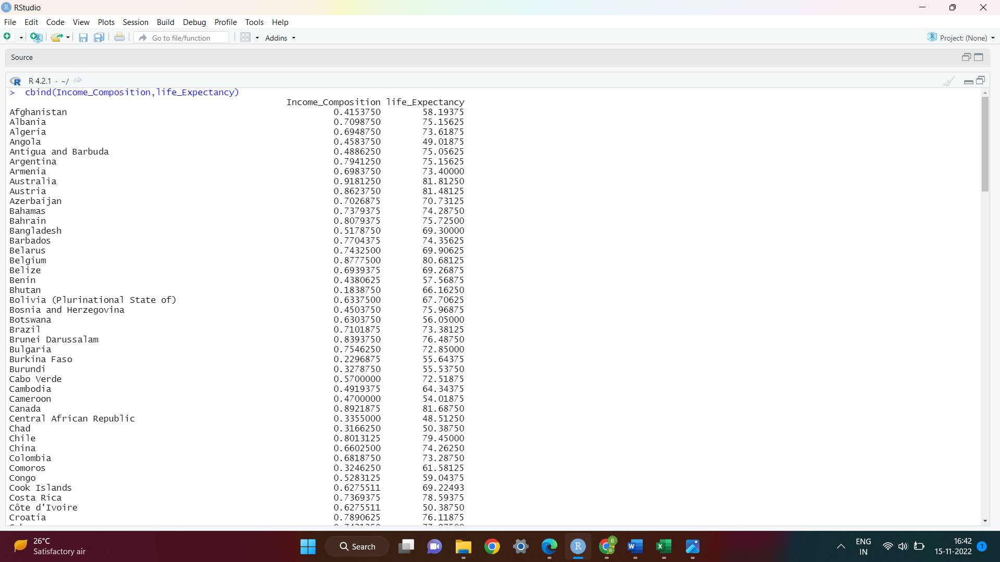 RStudio
File Edit Code View Plots Session Build Debug Profile Tools Help
Go to file/function Addins Project: (None)
Source
R 4.2.1 · ~/
> cbind(Income_Composition,life_Expectancy)
Income_Composition life_Expectancy
Afghanistan 0.4153750 58.19375
Albania 0.7098750 75.15625
Algeria 0.6948750 73.61875
Angola 0.4583750 49.01875
Antigua and Barbuda 0.4886250 75.05625
Argentina 0.7941250 75.15625
Armenia 0.6983750 73.40000
Australia 0.9181250 81.81250
Austria 0.8623750 81.48125
Azerbaijan 0.7026875 70.73125
Bahamas 0.7379375 74.28750
Bahrain 0.8079375 75.72500
Bangladesh 0.5178750 69.30000
Barbados 0.7704375 74.35625
Belarus 0.7432500 69.90625
Belgium 0.8777500 80.68125
Belize 0.6939375 69.26875
Benin 0.4380625 57.56875
Bhutan 0.1838750 66.16250
Bolivia (Plurinational State of) 0.6337500 67.70625
Bosnia and Herzegovina 0.4503750 75.96875
Botswana 0.6303750 56.05000
Brazil 0.7101875 73.38125
Brunei Darussalam 0.8393750 76.48750
Bulgaria 0.7546250 72.85000
Burkina Faso 0.2296875 55.64375
Burundi 0.3278750 55.53750
Cabo Verde 0.5700000 72.51875
Cambodia 0.4919375 64.34375
Cameroon 0.4700000 54.01875
Canada 0.8921875 81.68750
Central African Republic 0.3355000 48.51250
Chad 0.3166250 50.38750
Chile 0.8013125 79.45000
China 0.6602500 74.26250
Colombia 0.6818750 73.28750
Comoros 0.3246250 61.58125
Congo 0.5283125 59.04375
Cook Islands 0.6275511 69.22493
Costa Rica 0.7369375 78.59375
Côte d'Ivoire 0.6275511 50.38750
Croatia 0.7890625 76.11875
26°C
Satisfactory air
Search
ENG
IN
16:42
15-11-2022
1